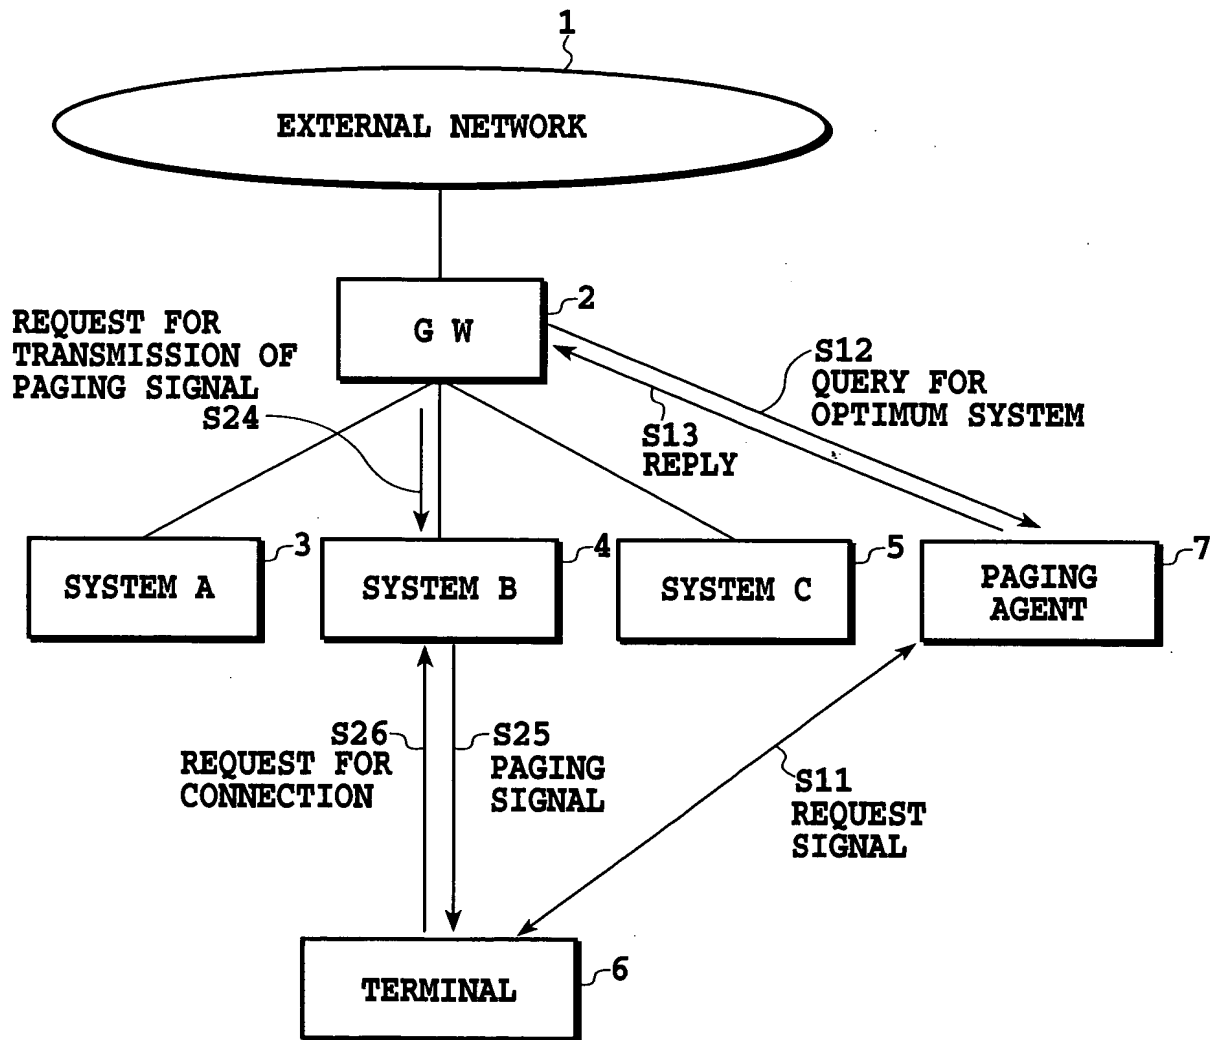 1
EXTERNAL NETWORK
2
G W
REQUEST FOR
TRANSMISSION OF
PAGING SIGNAL
S24
S12
QUERY FOR
OPTIMUM SYSTEM
S13
REPLY
3
SYSTEM A
4
SYSTEM B
5
SYSTEM C
7
PAGING
AGENT
S26
REQUEST FOR
CONNECTION
S25
PAGING
SIGNAL
S11
REQUEST
SIGNAL
6
TERMINAL